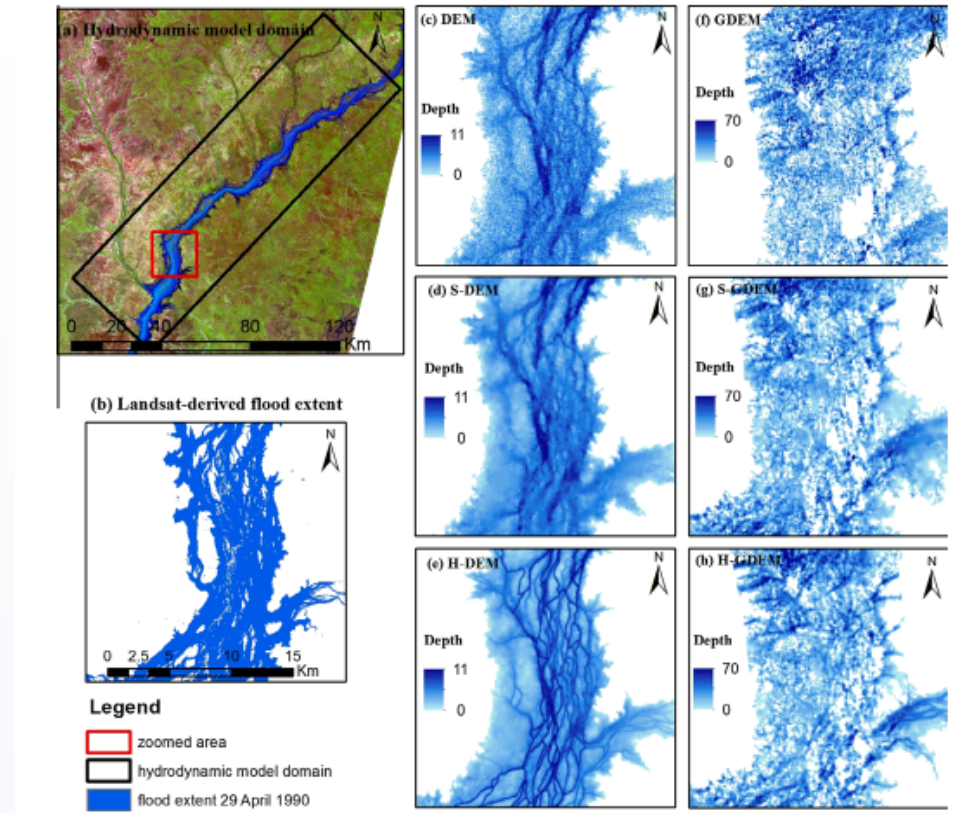 (a) Hydrodynamic model domain
N
0 20 40 80 120
Km
(b) Landsat-derived flood extent
N
0 2.5 5 10 15
Km
Legend
zoomed area
hydrodynamic model domain
flood extent 29 April 1990
(c) DEM
N
Depth
11
0
(d) S-DEM
N
Depth
11
0
(e) H-DEM
N
Depth
11
0
(f) GDEM
N
Depth
70
0
(g) S-GDEM
N
Depth
70
0
(h) H-GDEM
N
Depth
70
0